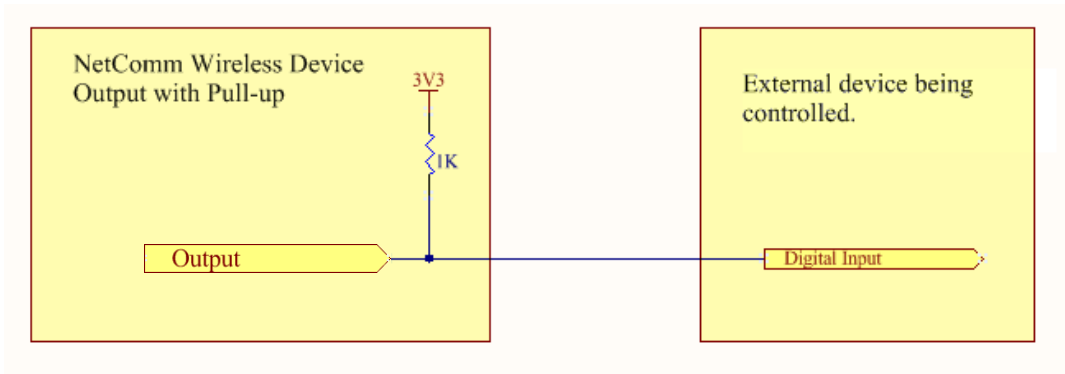 NetComm Wireless Device
Output with Pull-up
3V3
1K
Output
External device being
controlled.
Digital Input